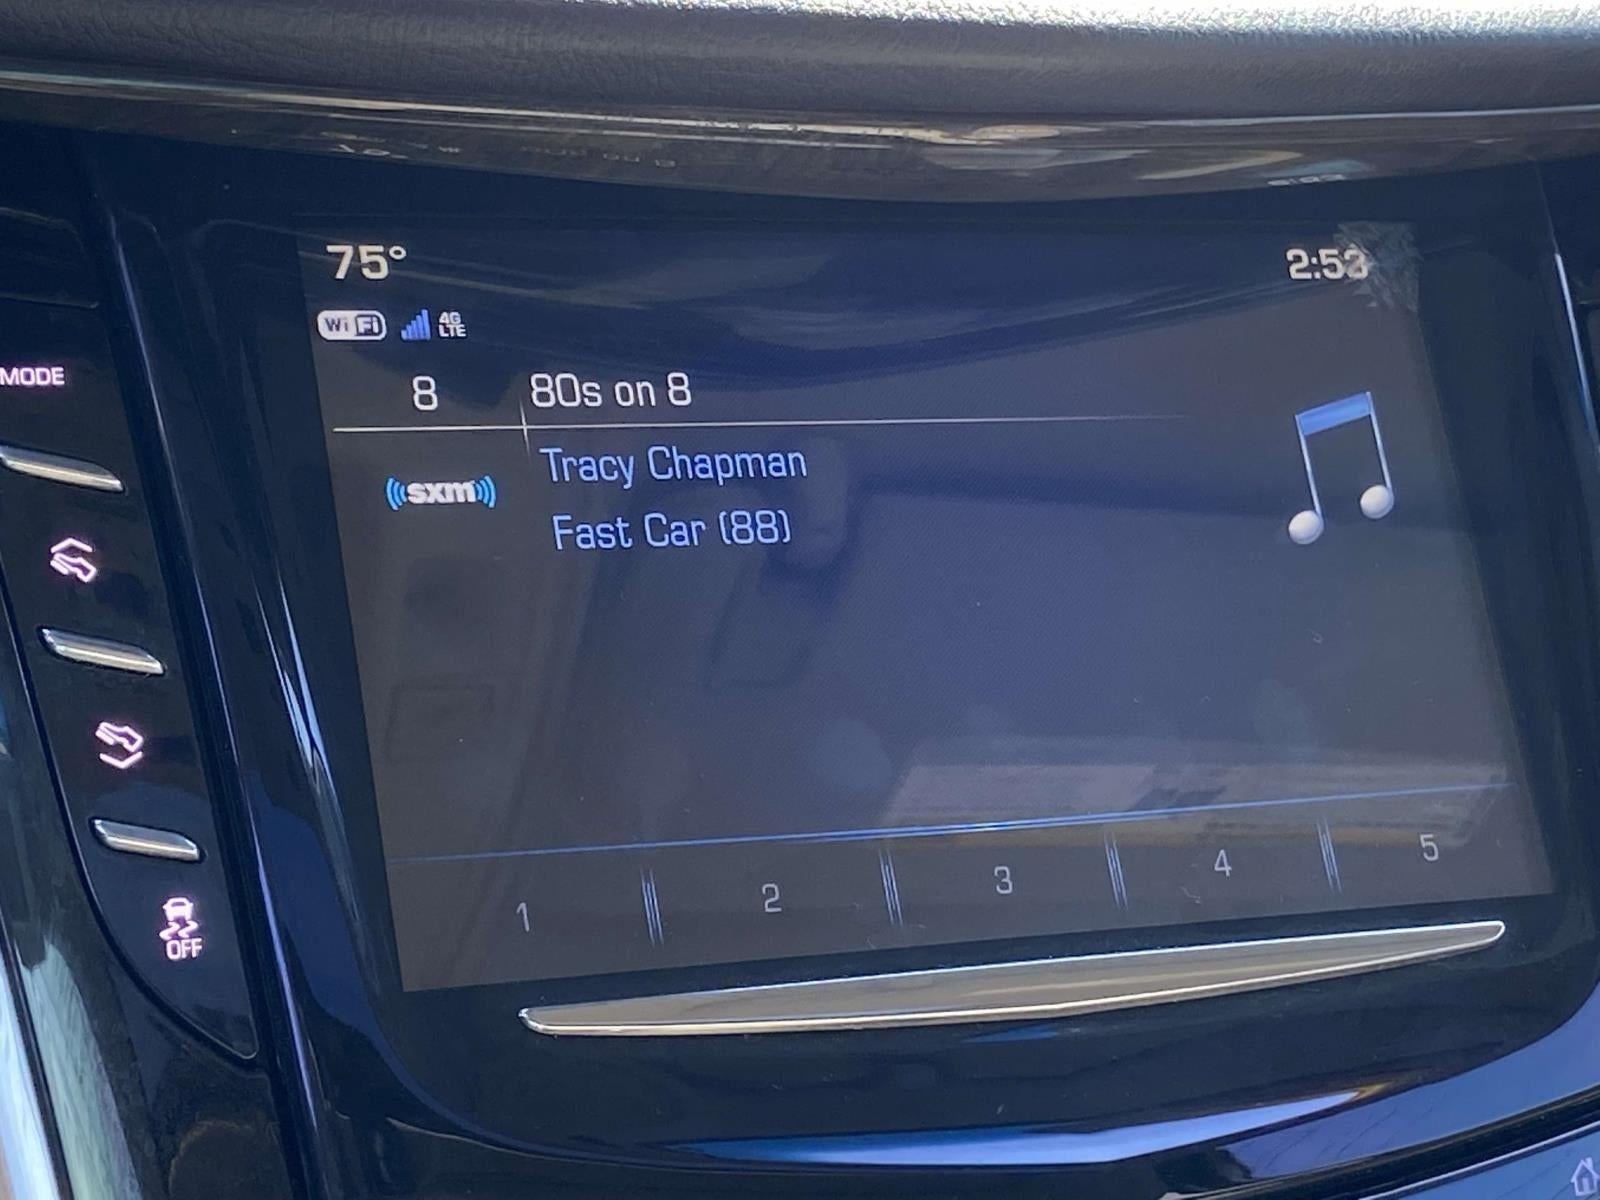 75°
2:53
WiFi 4G LTE
MODE
8 80s on 8
sxm
Tracy Chapman
Fast Car (88)
1 2 3 4 5
OFF